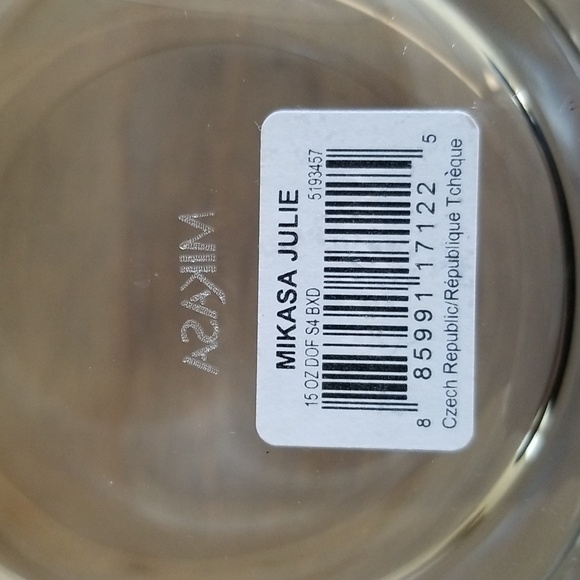 MIKASA
MIKASA JULIE
15 OZ DOF S4 BXD 5193457
8 85991 17122 5
Czech Republic/République Tchèque